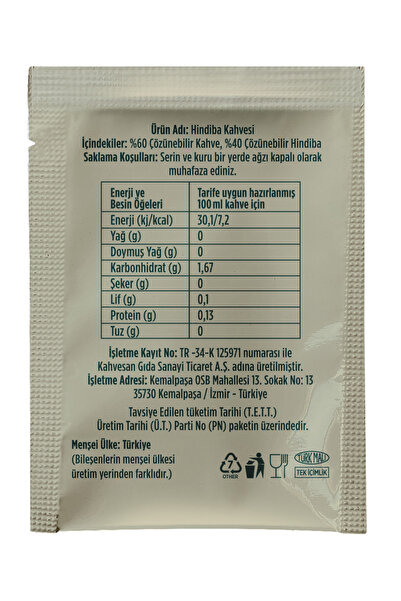 Ürün Adı: Hindiba Kahvesi
İçindekiler: %60 Çözünebilir Kahve, %40 Çözünebilir Hindiba
Saklama Koşulları: Serin ve kuru bir yerde ağzı kapalı olarak
muhafaza ediniz.
Enerji ve Besin Öğeleri Tarife uygun hazırlanmış 100 ml kahve için
Enerji (kj/kcal) 30,1/7,2
Yağ (g) 0
Doymuş Yağ (g) 0
Karbonhidrat (g) 1,67
Şeker (g) 0
Lif (g) 0,1
Protein (g) 0,13
Tuz (g) 0
İşletme Kayıt No: TR -34-K 125971 numarası ile
Kahvesan Gıda Sanayi Ticaret A.Ş. adına üretilmiştir.
İşletme Adresi: Kemalpaşa OSB Mahallesi 13. Sokak No: 13
35730 Kemalpaşa / İzmir - Türkiye
Tavsiye Edilen tüketim Tarihi (T.E.T.T.)
Üretim Tarihi (Ü.T.) Parti No (PN) paketin üzerindedir.
Menşei Ülke: Türkiye
(Bileşenlerin menşei ülkesi
üretim yerinden farklıdır.)
7
OTHER
TÜRK MALI
TEK İÇİMLİK